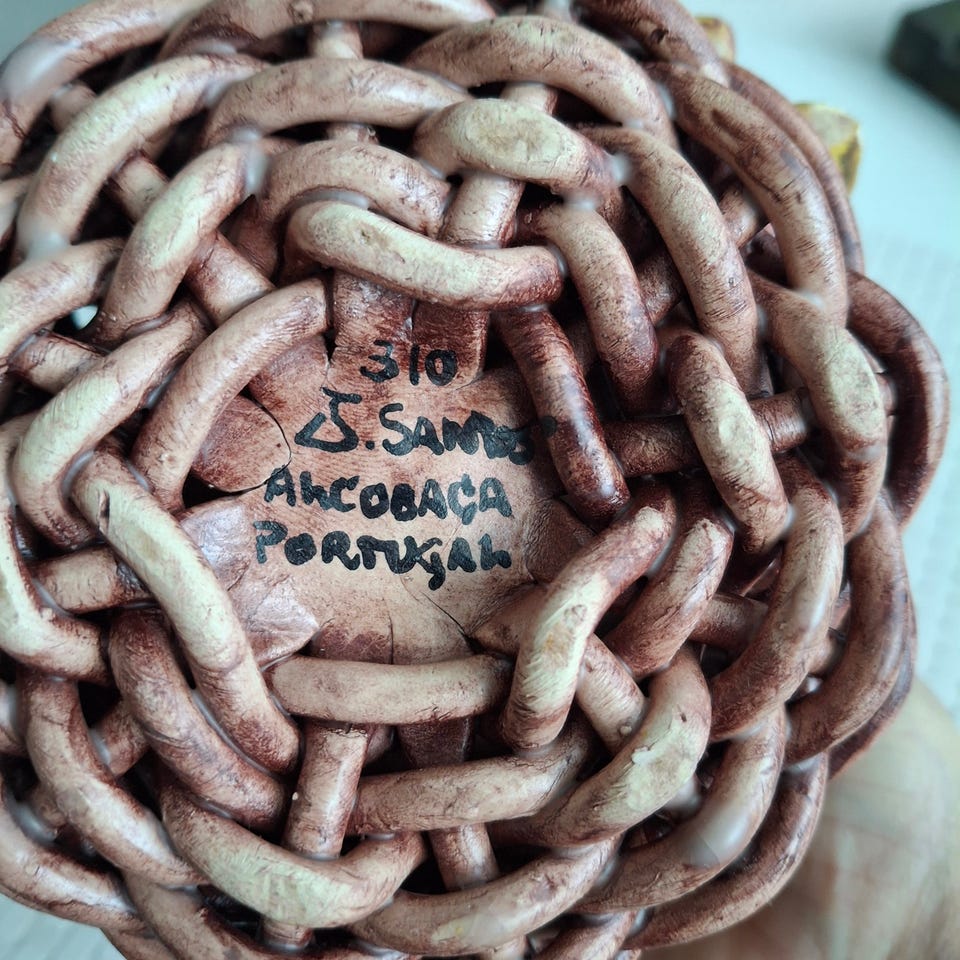 310
J. SANTOS
ALCOBAÇA
PORTUGAL